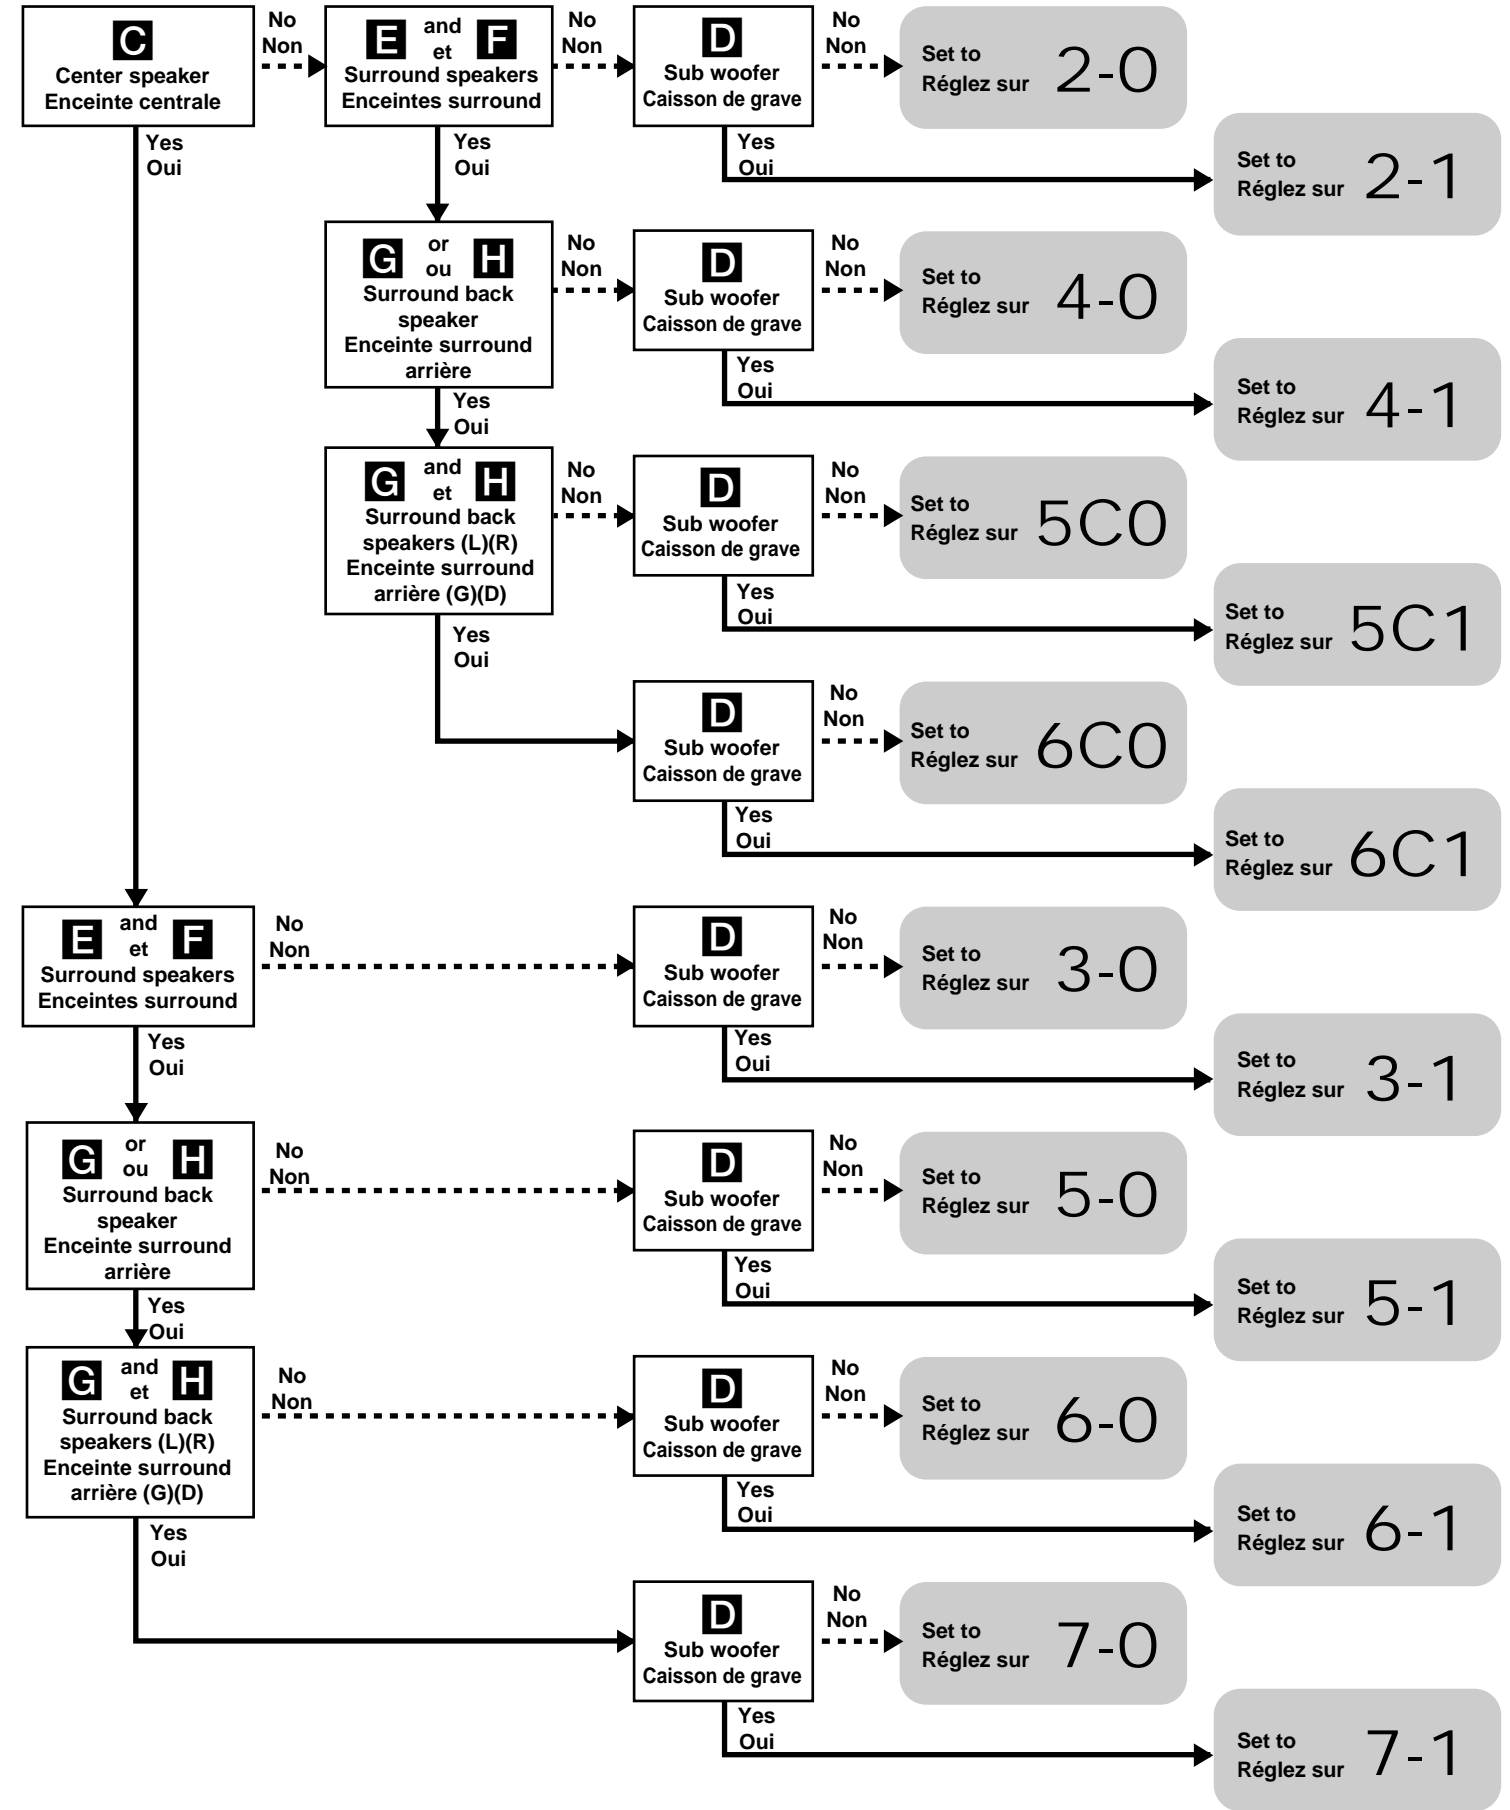 C
Center speaker
Enceinte centrale
No
Non
E and F
et
Surround speakers
Enceintes surround
No
Non
D
Sub woofer
Caisson de grave
No
Non
Set to
Réglez sur 2-0
Yes
Oui
Yes
Oui
Yes
Oui
Set to
Réglez sur 2-1
G or H
ou
Surround back
speaker
Enceinte surround
arrière
No
Non
D
Sub woofer
Caisson de grave
No
Non
Set to
Réglez sur 4-0
Yes
Oui
Yes
Oui
Set to
Réglez sur 4-1
G and H
et
Surround back
speakers (L)(R)
Enceinte surround
arrière (G)(D)
No
Non
D
Sub woofer
Caisson de grave
No
Non
Set to
Réglez sur 5C0
Yes
Oui
Set to
Réglez sur 5C1
Yes
Oui
D
Sub woofer
Caisson de grave
No
Non
Set to
Réglez sur 6C0
Yes
Oui
Set to
Réglez sur 6C1
E and F
et
Surround speakers
Enceintes surround
No
Non
D
Sub woofer
Caisson de grave
No
Non
Set to
Réglez sur 3-0
Yes
Oui
Yes
Oui
Set to
Réglez sur 3-1
G or H
ou
Surround back
speaker
Enceinte surround
arrière
No
Non
D
Sub woofer
Caisson de grave
No
Non
Set to
Réglez sur 5-0
Yes
Oui
Yes
Oui
Set to
Réglez sur 5-1
G and H
et
Surround back
speakers (L)(R)
Enceinte surround
arrière (G)(D)
No
Non
D
Sub woofer
Caisson de grave
No
Non
Set to
Réglez sur 6-0
Yes
Oui
Set to
Réglez sur 6-1
Yes
Oui
D
Sub woofer
Caisson de grave
No
Non
Set to
Réglez sur 7-0
Yes
Oui
Set to
Réglez sur 7-1